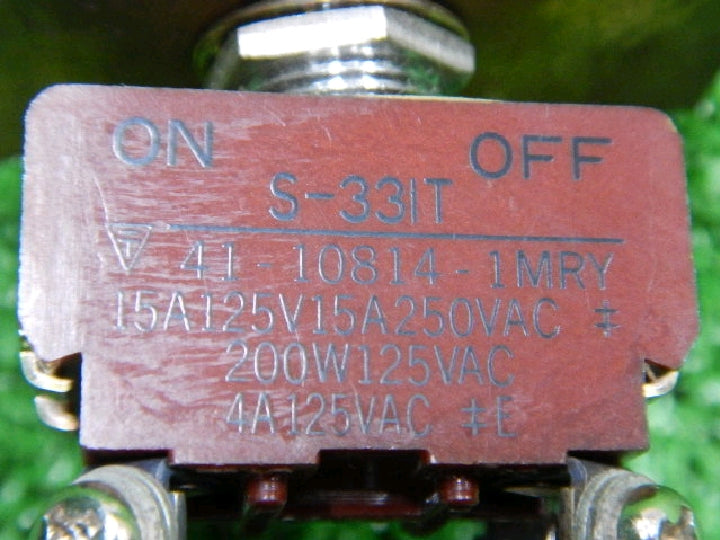 ON OFF
S-331T
▽T 41-10814-1MRY
15A125V15A250VAC ‡
200W125VAC
4A125VAC ‡E